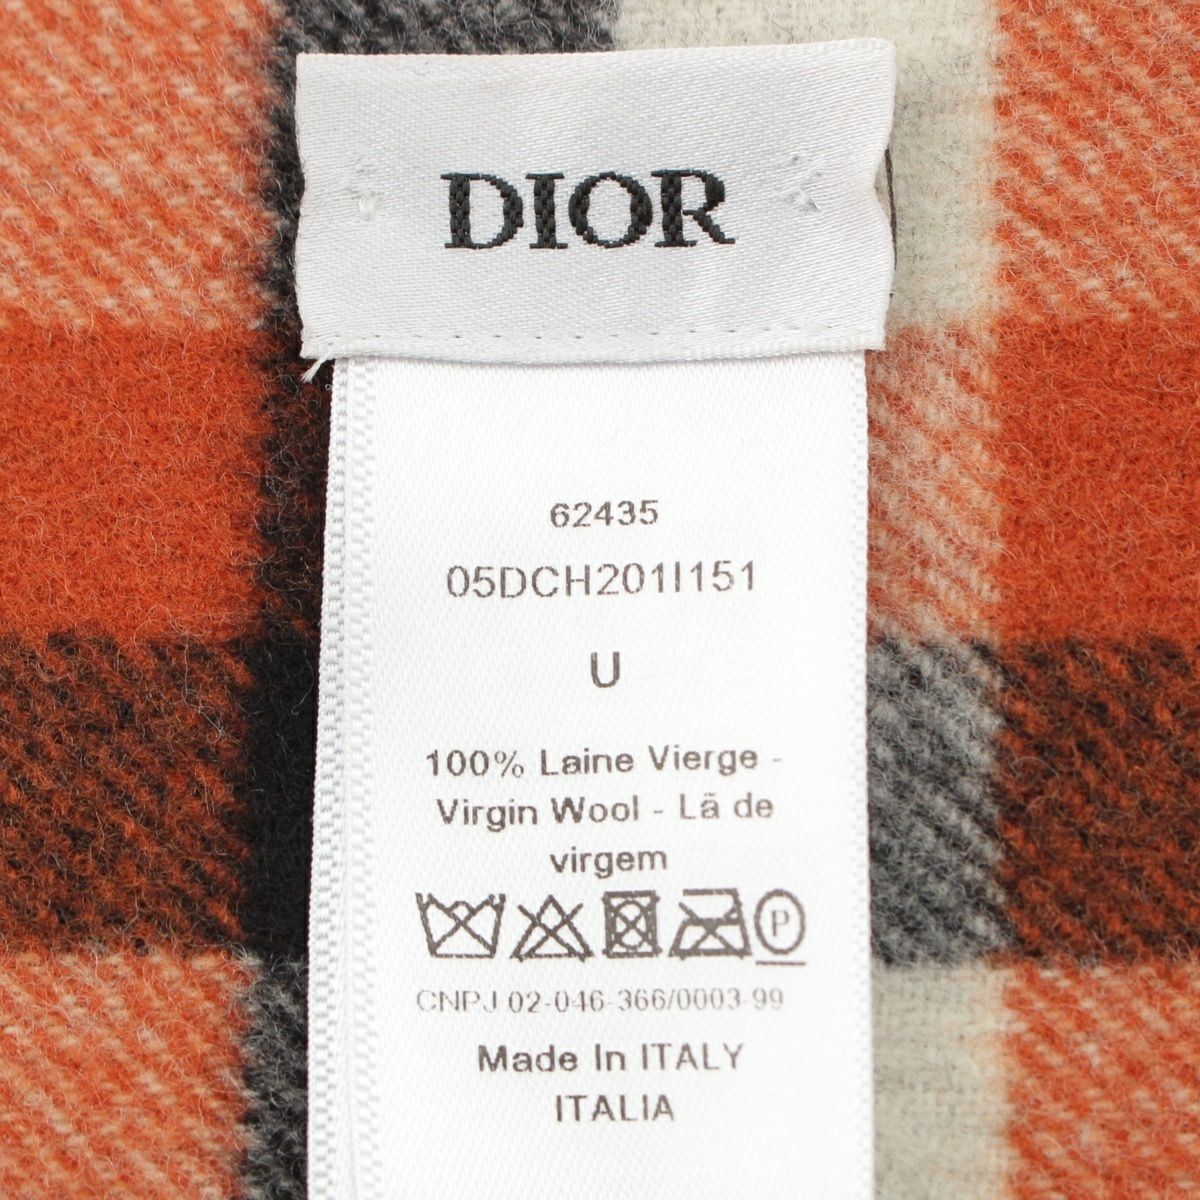 DIOR
62435
05DCH201I151
U
100% Laine Vierge -
Virgin Wool - Lã de
virgem
P
CNPJ 02-046-366/0003-99
Made In ITALY
ITALIA